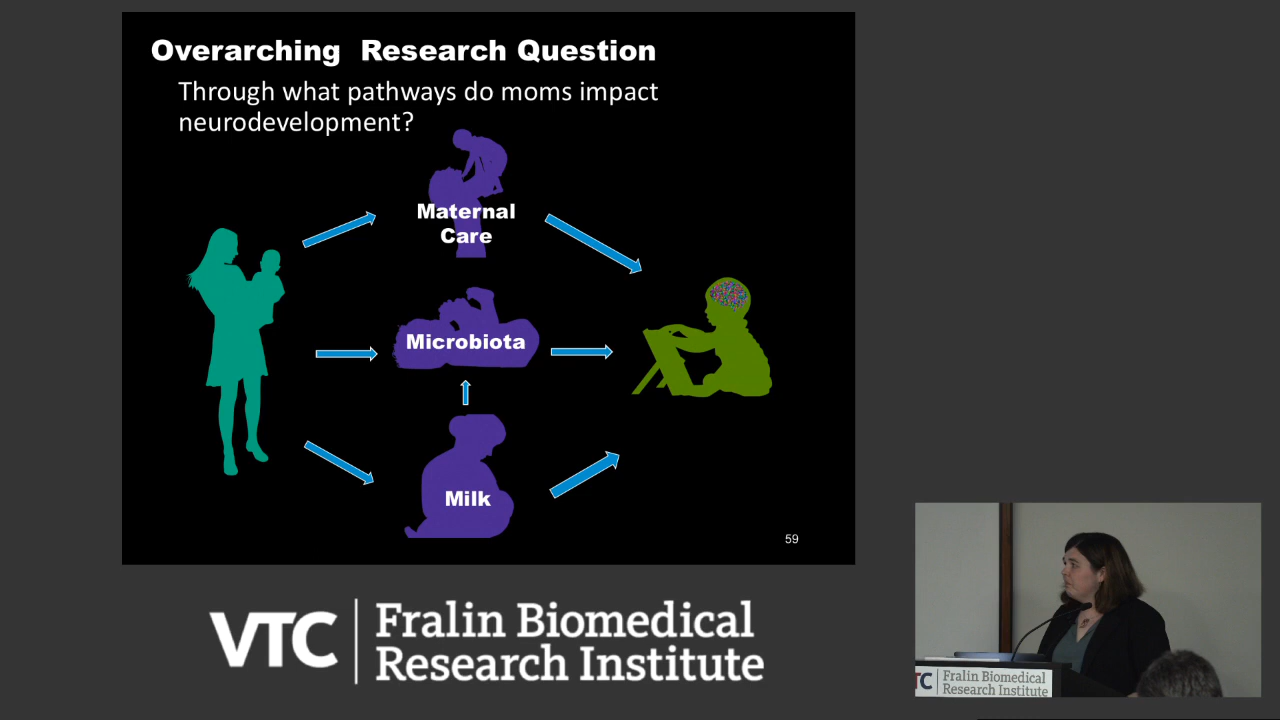 Overarching Research Question
Through what pathways do moms impact
neurodevelopment?
Maternal
Care
Microbiota
Milk
59
VTC
Fralin Biomedical
Research Institute
TC
Fralin Biomedical
Research Institute